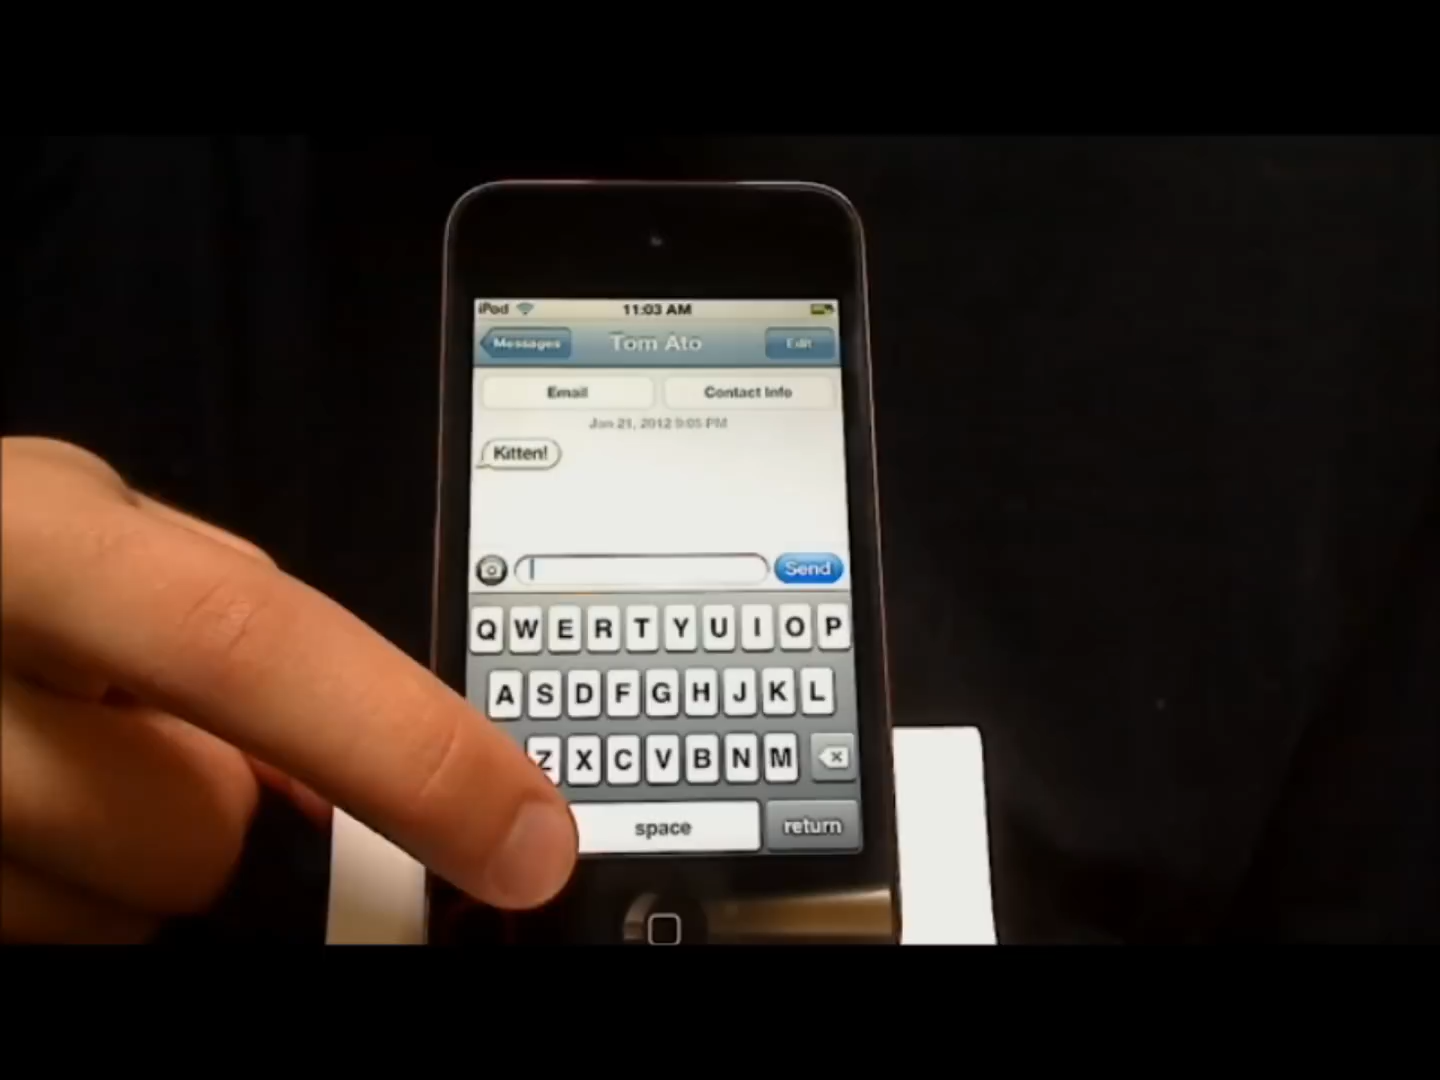 iPod 11:03 AM
Messages Tom Ato Edit
Email Contact Info
Jan 21, 2012 9:05 PM
Kitten!
Send
Q W E R T Y U I O P
A S D F G H J K L
Z X C V B N M
space return